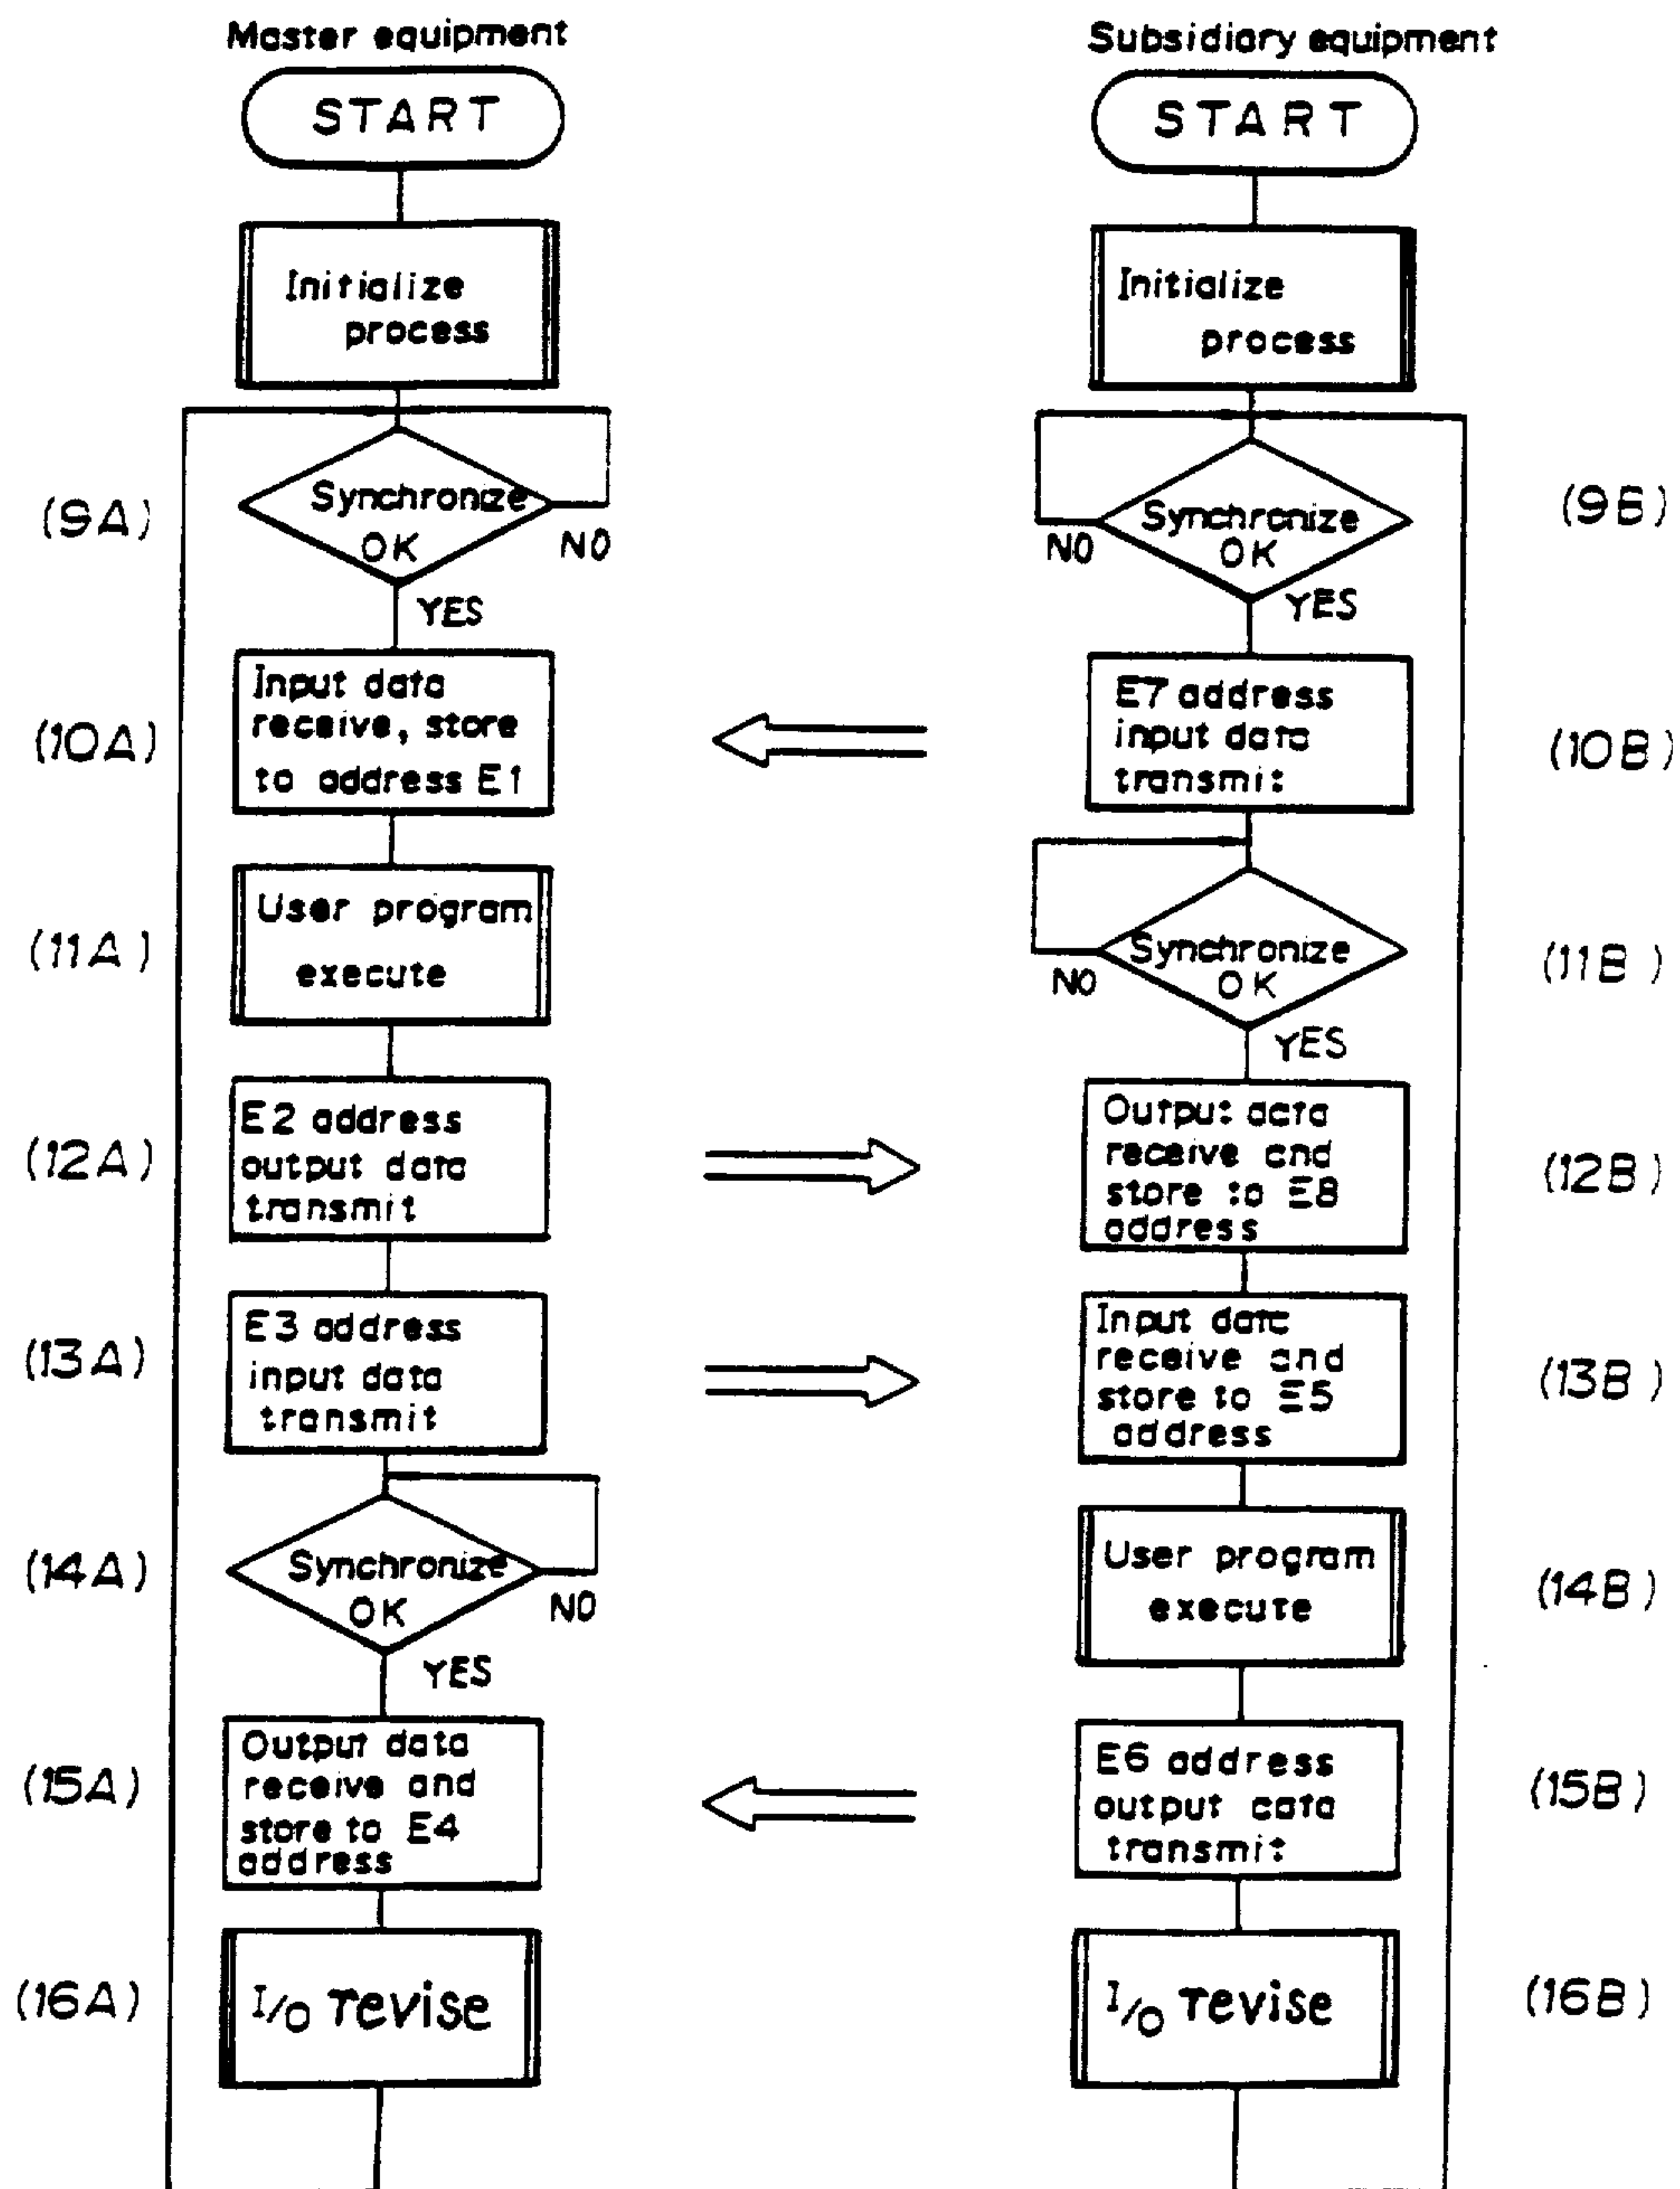 Master equipment
START
Initialize
process
(9A)
Synchronize
OK
NO
YES
(10A)
Input data
receive, store
to address E1
(11A)
User program
execute
(12A)
E2 address
output data
transmit
(13A)
E3 address
input data
transmit
(14A)
Synchronize
OK
NO
YES
(15A)
Output data
receive and
store to E4
address
(16A)
I/O revise
Subsidiary equipment
START
Initialize
process
(9B)
Synchronize
OK
NO
YES
(10B)
E7 address
input data
transmit
(11B)
Synchronize
OK
NO
YES
(12B)
Output data
receive and
store to E8
address
(13B)
Input data
receive and
store to E5
address
(14B)
User program
execute
(15B)
E6 address
output data
transmit
(16B)
I/O revise